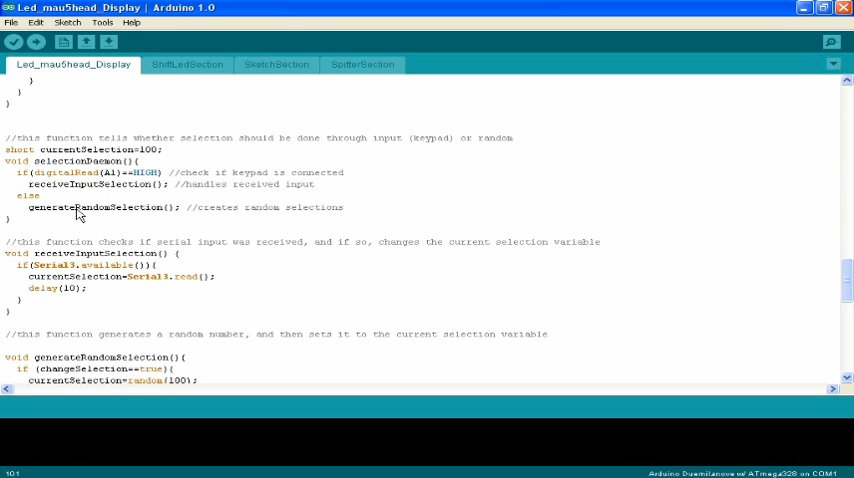 Led_mau5head_Display | Arduino 1.0
File Edit Sketch Tools Help
Led_mau5head_Display ShiftLedSection SketchSection SpitterSection
}
}
}
//this function tells whether selection should be done through input (keypad) or random
short currentSelection=100;
void selectionDaemon(){
if(digitalRead(A1)==HIGH) //check if keypad is connected
receiveInputSelection(); //handles received input
else
generateRandomSelection(); //creates random selections
}
//this function checks if serial input was received, and if so, changes the current selection variable
void receiveInputSelection() {
if(Serial3.available()){
currentSelection=Serial3.read();
delay(10);
}
}
//this function generates a random number, and then sets it to the current selection variable
void generateRandomSelection(){
if (changeSelection==true){
currentSelection=random(100);
101 Arduino Duemilanove w/ ATmega328 on COM1